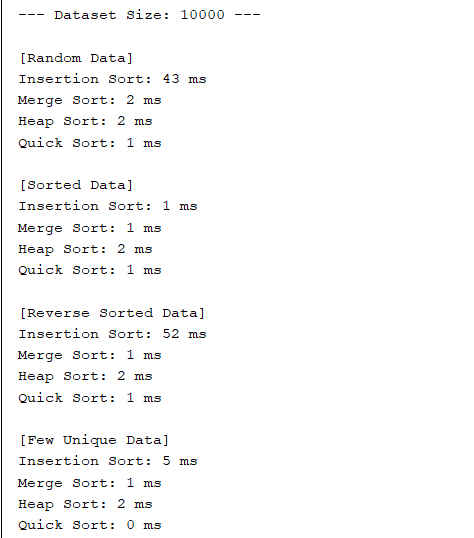 --- Dataset Size: 10000 ---
[Random Data]
Insertion Sort: 43 ms
Merge Sort: 2 ms
Heap Sort: 2 ms
Quick Sort: 1 ms
[Sorted Data]
Insertion Sort: 1 ms
Merge Sort: 1 ms
Heap Sort: 2 ms
Quick Sort: 1 ms
[Reverse Sorted Data]
Insertion Sort: 52 ms
Merge Sort: 1 ms
Heap Sort: 2 ms
Quick Sort: 1 ms
[Few Unique Data]
Insertion Sort: 5 ms
Merge Sort: 1 ms
Heap Sort: 2 ms
Quick Sort: 0 ms